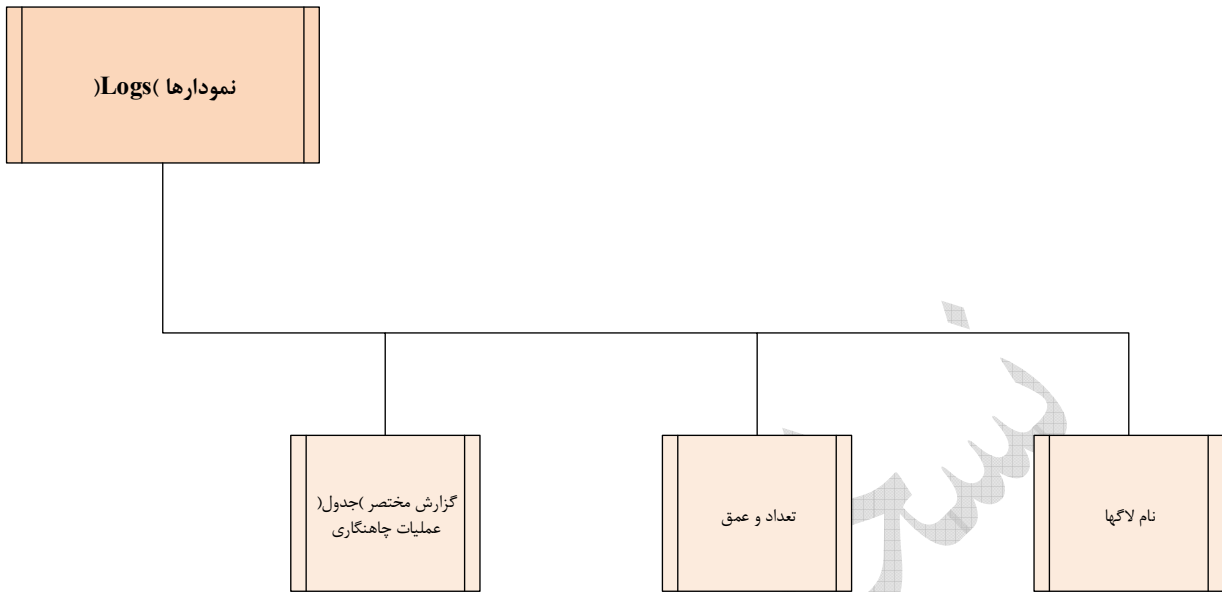 نمودارها )Logs(
نام لاگها
تعداد و عمق
گزارش مختصر )جدول(
عملیات چاهنگاری